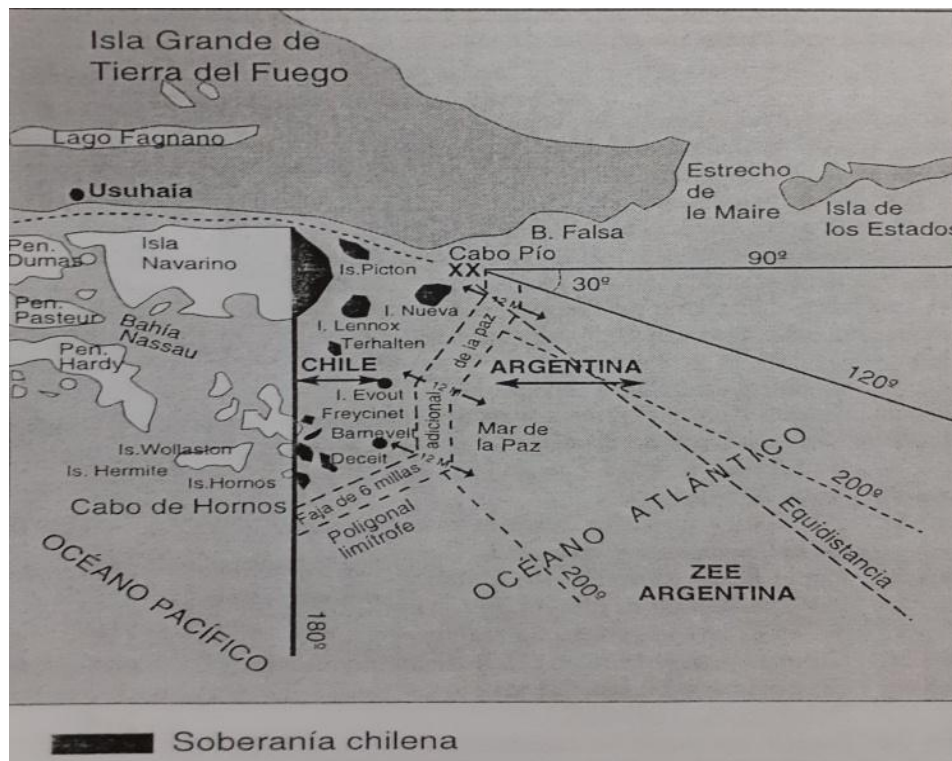 Isla Grande de
Tierra del Fuego
Lago Fagnano
Usuhaía
Estrecho
de
le Maire
Isla de
los Estados
B. Falsa
Cabo Pío
XX
90º
30º
120º
Pen.
Dumas
Isla
Navarino
Is.Picton
I. Nueva
12 M
Pen.
Pasteur
Bahía
Nassau
I. Lennox
Terhalten
de la paz
Pen.
Hardy
CHILE
ARGENTINA
I. Evout
12 M
Freycinet
adicional
Barnevelt
Mar de
la Paz
Is.Wollaston
Deceit
12 M
Is. Hermite
Is.Hornos
Cabo de Hornos
Faja de 6 millas
Poligonal
limítrofe
OCÉANO ATLÁNTICO
200º
200º
Equidistancia
ZEE
ARGENTINA
OCÉANO PACÍFICO
180º
Soberanía chilena